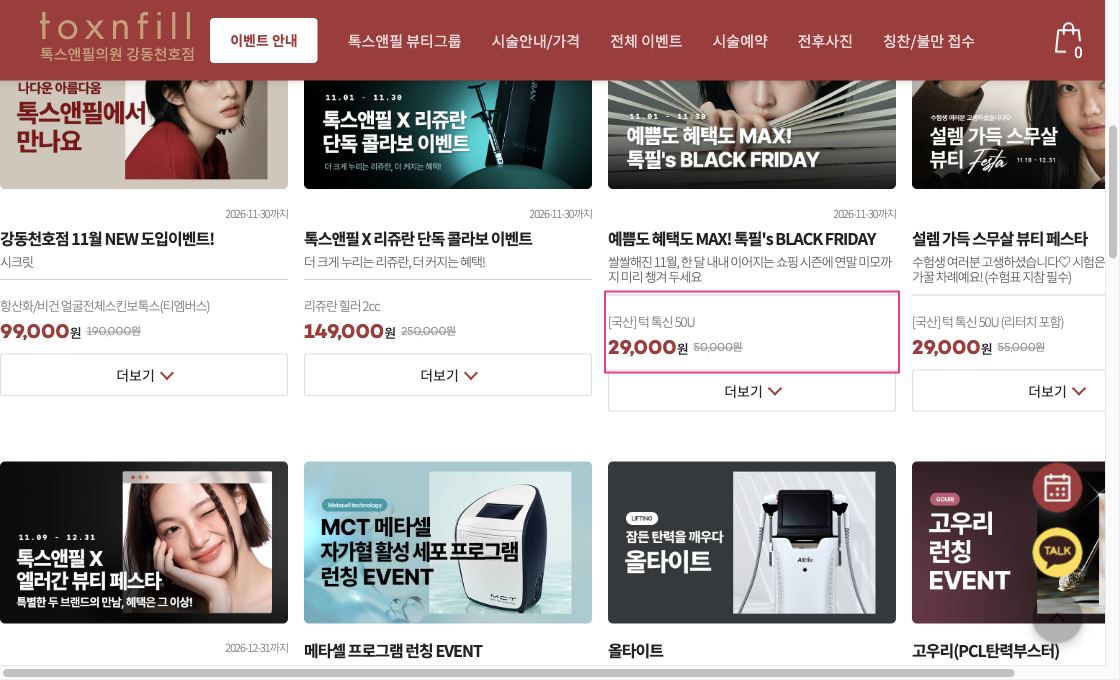 toxnfill
톡스앤필의원 강동천호점
이벤트 안내
톡스앤필 뷰티그룹
시술안내/가격
전체 이벤트
시술예약
전후사진
칭찬/불만 접수
0
나다운 아름다움
톡스앤필에서
만나요
11.01 - 11.30
톡스앤필 X 리쥬란
단독 콜라보 이벤트
더 크게 누리는 리쥬란, 더 커지는 혜택!
11.01 - 11.30
예쁨도 혜택도 MAX!
톡필's BLACK FRIDAY
수험생 여러분 고생하셨습니다♡
설렘 가득 스무살
뷰티 Festa 11.19 - 12.31
2026-11-30까지
강동천호점 11월 NEW 도입이벤트!
시크릿
항산화/비건 얼굴전체스킨보톡스(티엠버스)
99,000원 190,000원
더보기
2026-11-30까지
톡스앤필 X 리쥬란 단독 콜라보 이벤트
더 크게 누리는 리쥬란, 더 커지는 혜택!
리쥬란 힐러 2cc
149,000원 250,000원
더보기
2026-11-30까지
예쁨도 혜택도 MAX! 톡필's BLACK FRIDAY
쌀쌀해진 11월, 한 달 내내 이어지는 쇼핑 시즌에 연말 미모까
지 미리 챙겨 두세요
[국산] 턱 톡신 50U
29,000원 50,000원
더보기
설렘 가득 스무살 뷰티 페스타
수험생 여러분 고생하셨습니다♡ 시험은
가꿀 차례예요! (수험표 지참 필수)
[국산] 턱 톡신 50U (리터치 포함)
29,000원 55,000원
더보기
11.09 - 12.31
톡스앤필 X
엘러간 뷰티 페스타
특별한 두 브랜드의 만남, 혜택은 그 이상!
Metacell technology
MCT 메타셀
자가혈 활성 세포 프로그램
런칭 EVENT
MCT
LIFTING
잠든 탄력을 깨우다
올타이트
Alltite
GOURI
고우리
런칭
EVENT
TALK
2026-12-31까지
메타셀 프로그램 런칭 EVENT
올타이트
고우리(PCL탄력부스터)